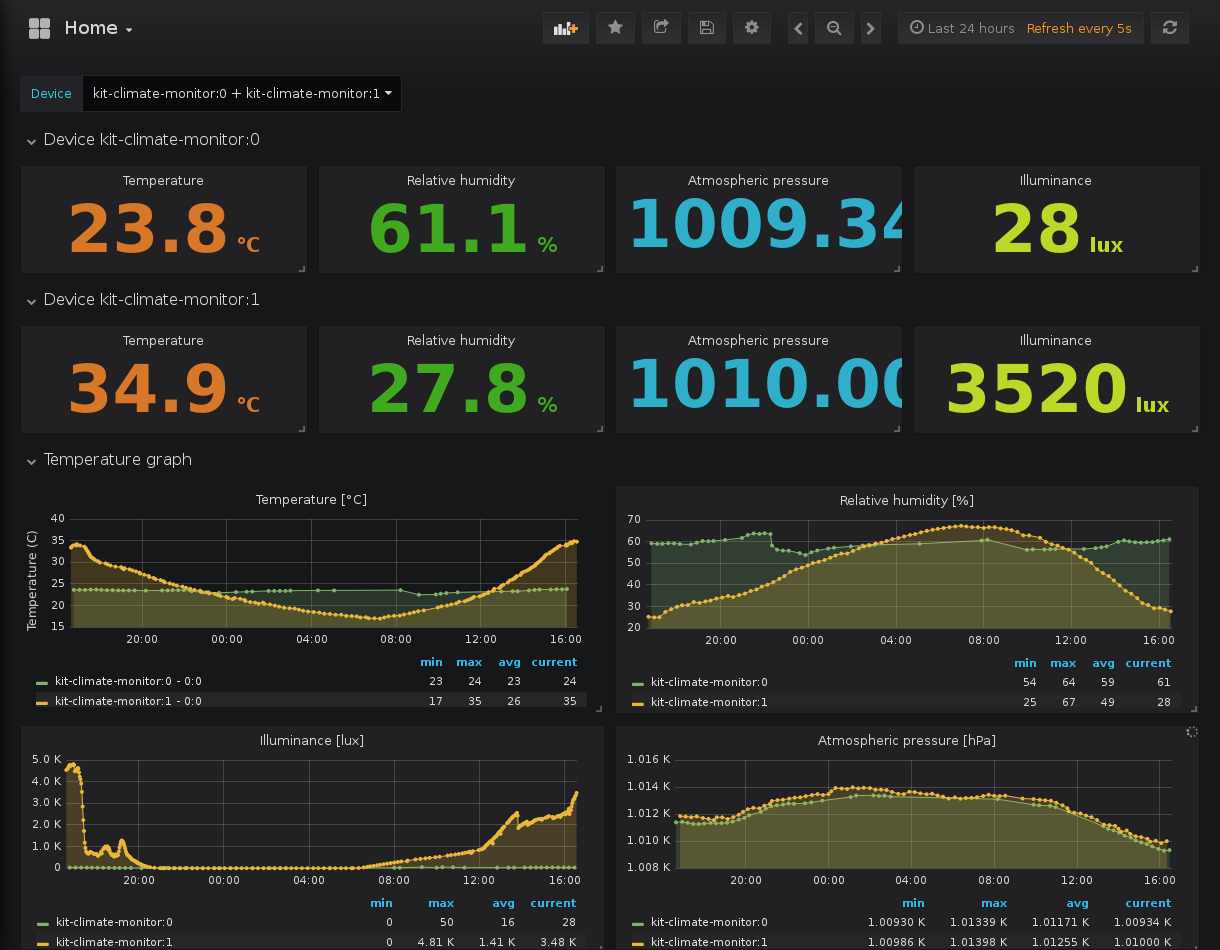 Home
Last 24 hours Refresh every 5s
Device kit-climate-monitor:0 + kit-climate-monitor:1
Device kit-climate-monitor:0
Temperature Relative humidity Atmospheric pressure Illuminance
23.8 °C 61.1 % 1009.34 28 lux
Device kit-climate-monitor:1
Temperature Relative humidity Atmospheric pressure Illuminance
34.9 °C 27.8 % 1010.00 3520 lux
Temperature graph
Temperature [°C]
Temperature (C)
40
35
30
25
20
15
20:00 00:00 04:00 08:00 12:00 16:00
min max avg current
kit-climate-monitor:0 - 0:0 23 24 23 24
kit-climate-monitor:1 - 0:0 17 35 26 35
Relative humidity [%]
70
60
50
40
30
20
20:00 00:00 04:00 08:00 12:00 16:00
min max avg current
kit-climate-monitor:0 54 64 59 61
kit-climate-monitor:1 25 67 49 28
Illuminance [lux]
5.0 K
4.0 K
3.0 K
2.0 K
1.0 K
0
20:00 00:00 04:00 08:00 12:00 16:00
min max avg current
kit-climate-monitor:0 0 50 16 28
kit-climate-monitor:1 0 4.81 K 1.41 K 3.48 K
Atmospheric pressure [hPa]
1.016 K
1.014 K
1.012 K
1.010 K
1.008 K
20:00 00:00 04:00 08:00 12:00 16:00
min max avg current
kit-climate-monitor:0 1.00930 K 1.01339 K 1.01171 K 1.00934 K
kit-climate-monitor:1 1.00986 K 1.01398 K 1.01255 K 1.01000 K